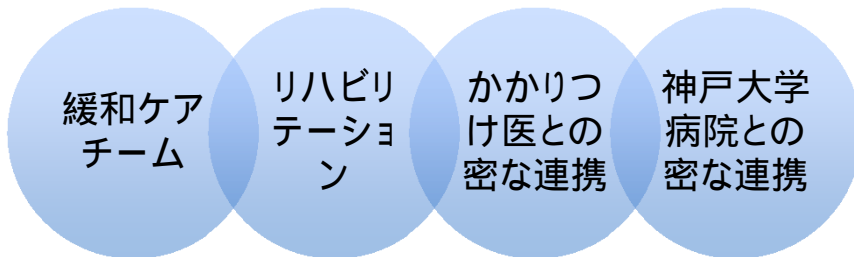 緩和ケア
チーム
リハビリ
テーショ
ン
かかりつ
け医との
密な連携
神戸大学
病院との
密な連携